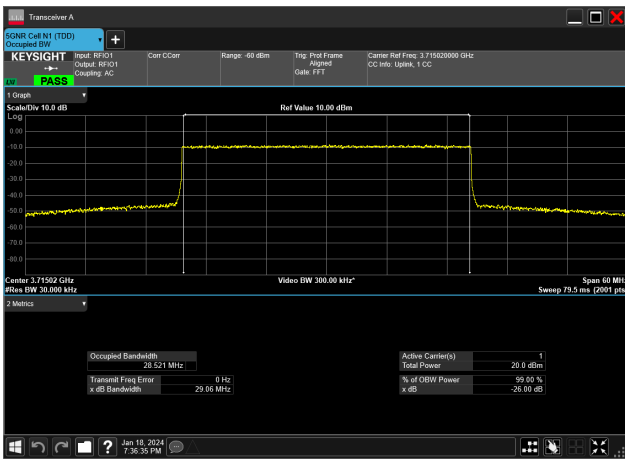 Transceiver A
5GNR Cell N1 (TDD)
Occupied BW
KEYSIGHT
PASS
Input: RFIO1
Output: RFIO1
Coupling: AC
Corr CCorr
Range: -60 dBm
Trig: Prot Frame
Aligned
Gate: FFT
Carrier Ref Freq: 3.715020000 GHz
CC Info: Uplink, 1 CC
1 Graph
Scale/Div 10.0 dB
Ref Value 10.00 dBm
Log
0.00
-10.0
-20.0
-30.0
-40.0
-50.0
-60.0
-70.0
-80.0
Center 3.71502 GHz
Video BW 300.00 kHz*
Span 60 MHz
#Res BW 30.000 kHz
Sweep 79.5 ms (2001 pts
2 Metrics
Occupied Bandwidth
28.521 MHz
Active Carrier(s) 1
Total Power 20.0 dBm
Transmit Freq Error 0 Hz
x dB Bandwidth 29.06 MHz
% of OBW Power 99.00 %
x dB -26.00 dB
?
Jan 18, 2024
7:36:35 PM